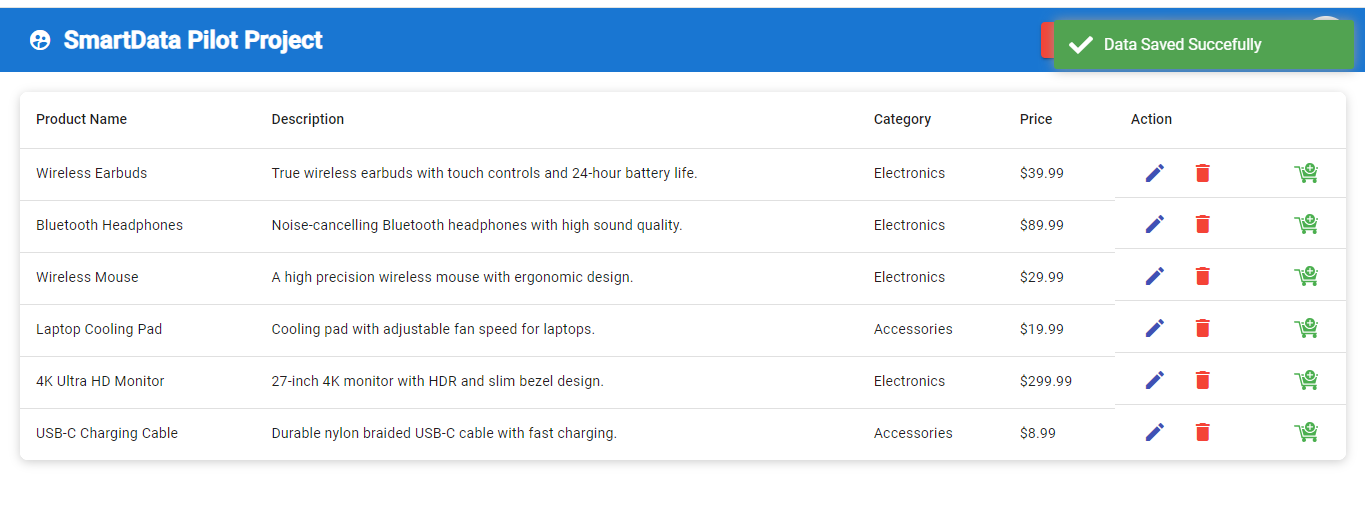 SmartData Pilot Project
Data Saved Succefully
Product Name Description Category Price Action
Wireless Earbuds True wireless earbuds with touch controls and 24-hour battery life. Electronics $39.99
Bluetooth Headphones Noise-cancelling Bluetooth headphones with high sound quality. Electronics $89.99
Wireless Mouse A high precision wireless mouse with ergonomic design. Electronics $29.99
Laptop Cooling Pad Cooling pad with adjustable fan speed for laptops. Accessories $19.99
4K Ultra HD Monitor 27-inch 4K monitor with HDR and slim bezel design. Electronics $299.99
USB-C Charging Cable Durable nylon braided USB-C cable with fast charging. Accessories $8.99